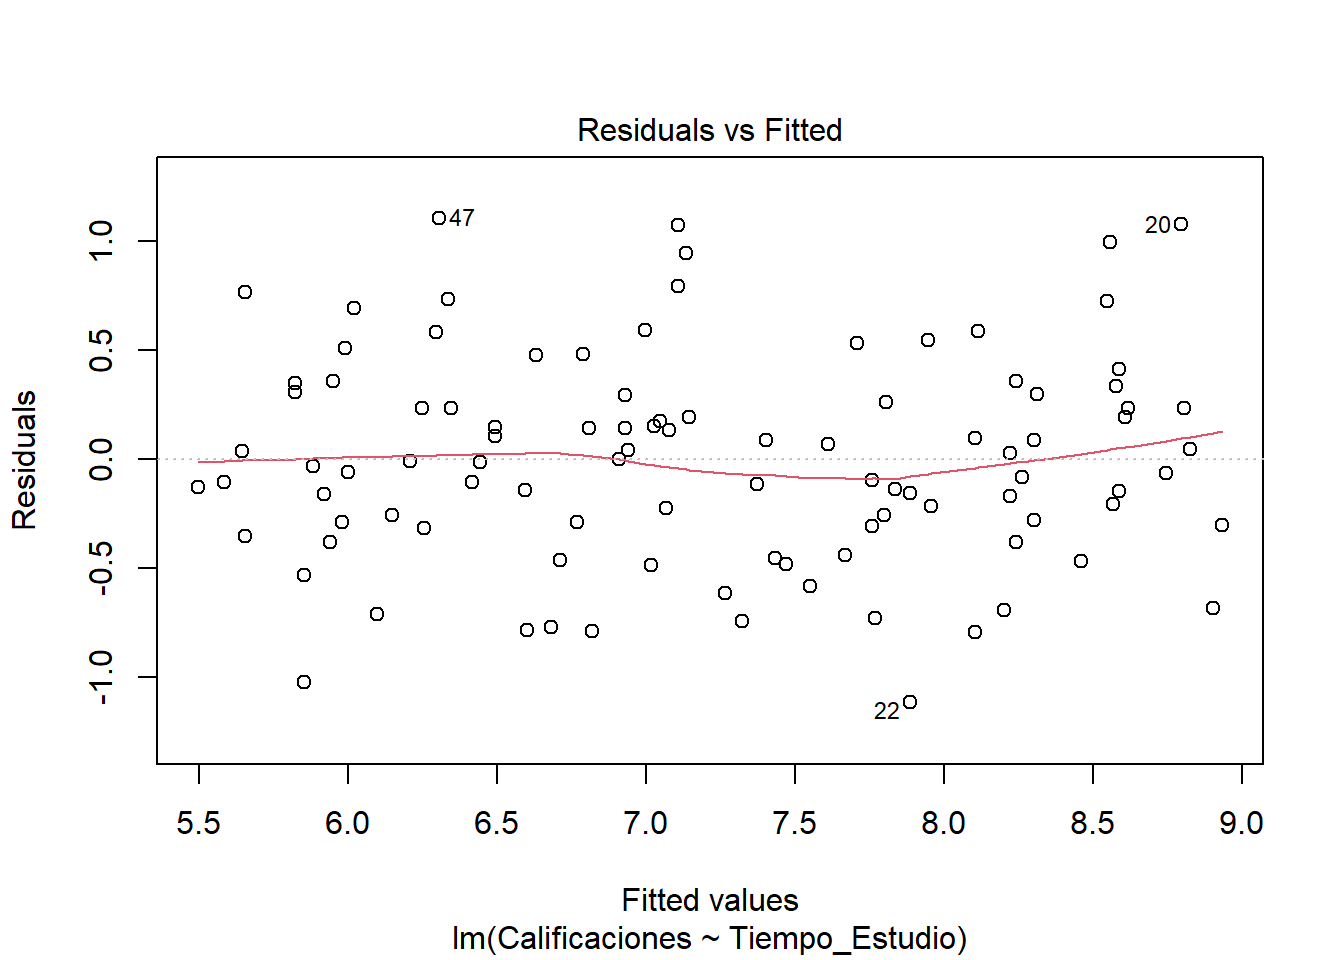 Residuals vs Fitted
47
20
22
1.0
0.5
0.0
-0.5
-1.0
Residuals
5.5 6.0 6.5 7.0 7.5 8.0 8.5 9.0
Fitted values
lm(Calificaciones ~ Tiempo_Estudio)